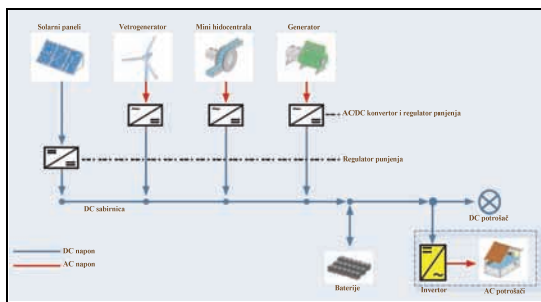 Solarni paneli
Vetrogenerator
Mini hidocentrala
Generator
AC/DC konvertor i regulator punjenja
Regulator punjenja
DC sabirnica
DC potrošač
DC napon
AC napon
Baterije
Invertor
AC potrošači